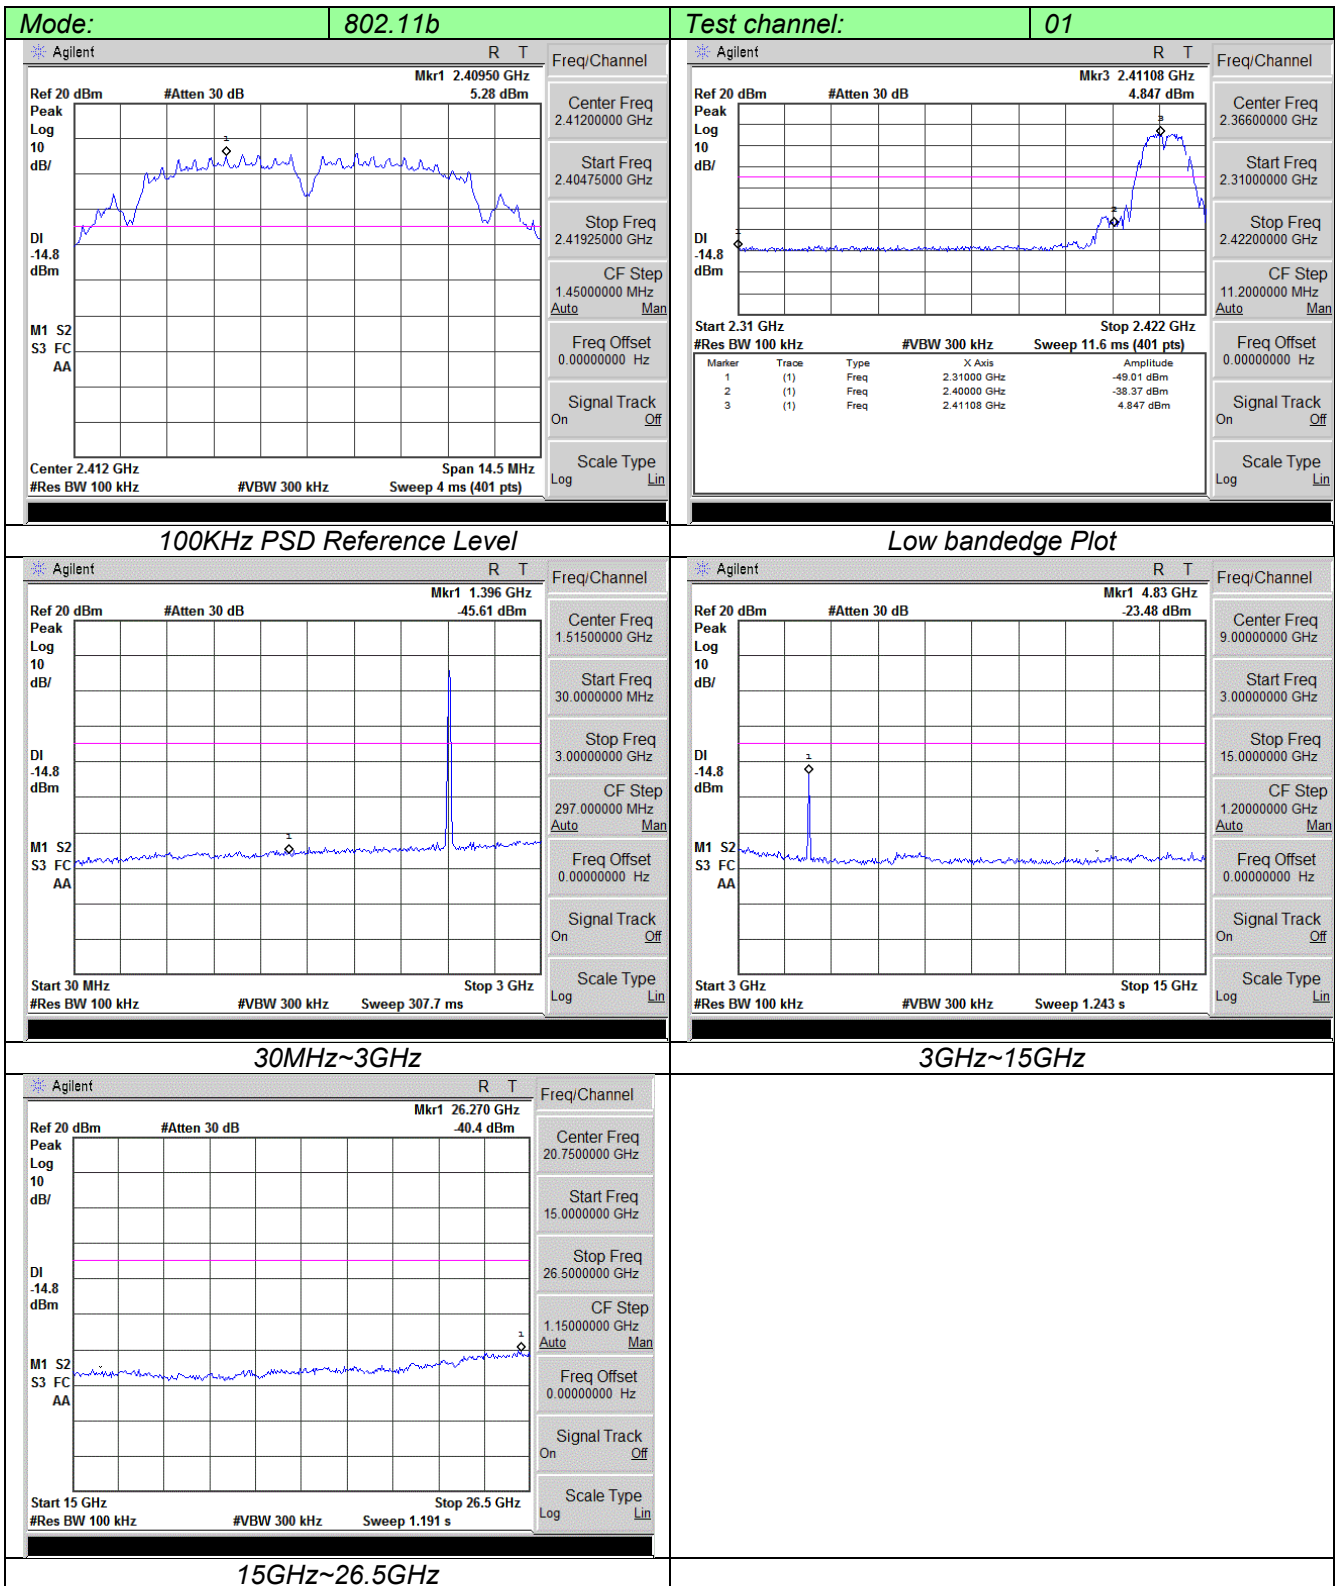 Mode: 802.11b Test channel: 01
Agilent R T Freq/Channel
Mkr1 2.40950 GHz
Ref 20 dBm #Atten 30 dB 5.28 dBm
Peak
Log
10
dB/
1
DI
-14.8
dBm
M1 S2
S3 FC
AA
Center 2.412 GHz Span 14.5 MHz
#Res BW 100 kHz #VBW 300 kHz Sweep 4 ms (401 pts)
Center Freq
2.41200000 GHz
Start Freq
2.40475000 GHz
Stop Freq
2.41925000 GHz
CF Step
1.45000000 MHz
Auto Man
Freq Offset
0.00000000 Hz
Signal Track
On Off
Scale Type
Log Lin
Agilent R T Freq/Channel
Mkr3 2.41108 GHz
Ref 20 dBm #Atten 30 dB 4.847 dBm
Peak
Log
10
dB/
3
2
1
DI
-14.8
dBm
Start 2.31 GHz Stop 2.422 GHz
#Res BW 100 kHz #VBW 300 kHz Sweep 11.6 ms (401 pts)
Marker Trace Type X Axis Amplitude
1 (1) Freq 2.31000 GHz -49.01 dBm
2 (1) Freq 2.40000 GHz -38.37 dBm
3 (1) Freq 2.41108 GHz 4.847 dBm
Center Freq
2.36600000 GHz
Start Freq
2.31000000 GHz
Stop Freq
2.42200000 GHz
CF Step
11.2000000 MHz
Auto Man
Freq Offset
0.00000000 Hz
Signal Track
On Off
Scale Type
Log Lin
100KHz PSD Reference Level Low bandedge Plot
Agilent R T Freq/Channel
Mkr1 1.396 GHz
Ref 20 dBm #Atten 30 dB -45.61 dBm
Peak
Log
10
dB/
DI
-14.8
dBm
1
M1 S2
S3 FC
AA
Start 30 MHz Stop 3 GHz
#Res BW 100 kHz #VBW 300 kHz Sweep 307.7 ms
Center Freq
1.51500000 GHz
Start Freq
30.0000000 MHz
Stop Freq
3.00000000 GHz
CF Step
297.000000 MHz
Auto Man
Freq Offset
0.00000000 Hz
Signal Track
On Off
Scale Type
Log Lin
Agilent R T Freq/Channel
Mkr1 4.83 GHz
Ref 20 dBm #Atten 30 dB -23.48 dBm
Peak
Log
10
dB/
DI
-14.8
dBm
1
M1 S2
S3 FC
AA
Start 3 GHz Stop 15 GHz
#Res BW 100 kHz #VBW 300 kHz Sweep 1.243 s
Center Freq
9.00000000 GHz
Start Freq
3.00000000 GHz
Stop Freq
15.0000000 GHz
CF Step
1.20000000 GHz
Auto Man
Freq Offset
0.00000000 Hz
Signal Track
On Off
Scale Type
Log Lin
30MHz~3GHz 3GHz~15GHz
Agilent R T Freq/Channel
Mkr1 26.270 GHz
Ref 20 dBm #Atten 30 dB -40.4 dBm
Peak
Log
10
dB/
DI
-14.8
dBm
1
M1 S2
S3 FC
AA
Start 15 GHz Stop 26.5 GHz
#Res BW 100 kHz #VBW 300 kHz Sweep 1.191 s
Center Freq
20.7500000 GHz
Start Freq
15.0000000 GHz
Stop Freq
26.5000000 GHz
CF Step
1.15000000 GHz
Auto Man
Freq Offset
0.00000000 Hz
Signal Track
On Off
Scale Type
Log Lin
15GHz~26.5GHz